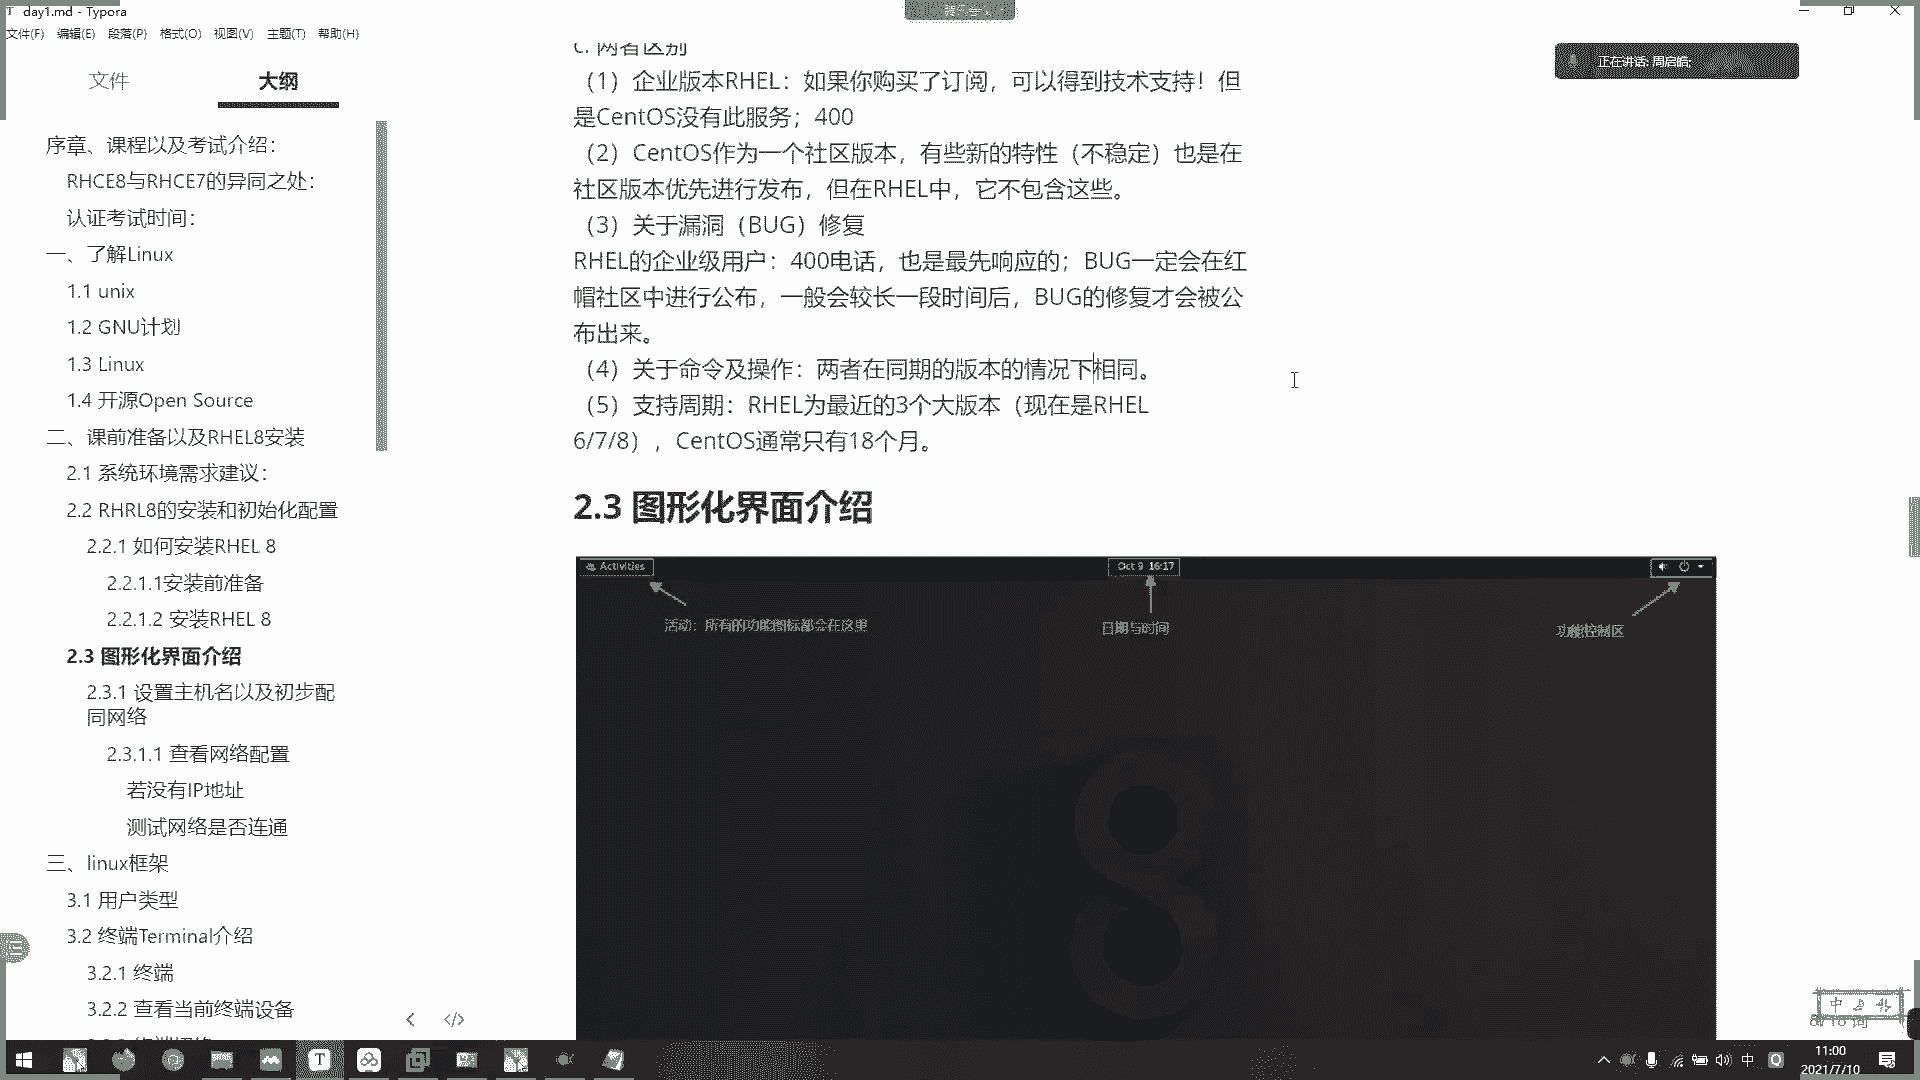 day1.md - Typora
文件(F) 编辑(E) 段落(P) 格式(O) 视图(V) 主题(T) 帮助(H)
文件 大纲
序章、课程以及考试介绍：
RHCE8与RHCE7的异同之处：
认证考试时间：
一、了解Linux
1.1 unix
1.2 GNU计划
1.3 Linux
1.4 开源Open Source
二、课前准备以及RHEL8安装
2.1 系统环境需求建议：
2.2 RHRL8的安装和初始化配置
2.2.1 如何安装RHEL 8
2.2.1.1安装前准备
2.2.1.2 安装RHEL 8
2.3 图形化界面介绍
2.3.1 设置主机名以及初步配
同网络
2.3.1.1 查看网络配置
若没有IP地址
测试网络是否连通
三、linux框架
3.1 用户类型
3.2 终端Terminal介绍
3.2.1 终端
3.2.2 查看当前终端设备
c. 两者区别
（1）企业版本RHEL：如果你购买了订阅，可以得到技术支持！但
是CentOS没有此服务；400
（2）CentOS作为一个社区版本，有些新的特性（不稳定）也是在
社区版本优先进行发布，但在RHEL中，它不包含这些。
（3）关于漏洞（BUG）修复
RHEL的企业级用户：400电话，也是最先响应的；BUG一定会在红
帽社区中进行公布，一般会较长一段时间后，BUG的修复才会被公
布出来。
（4）关于命令及操作：两者在同期的版本的情况下相同。
（5）支持周期：RHEL为最近的3个大版本（现在是RHEL
6/7/8），CentOS通常只有18个月。
2.3 图形化界面介绍
Activities
Oct 9 16:17
活动：所有的功能图标都会在这里
日期与时间
功能控制区
正在讲话: 周启皓;
中
11:00
2021/7/10